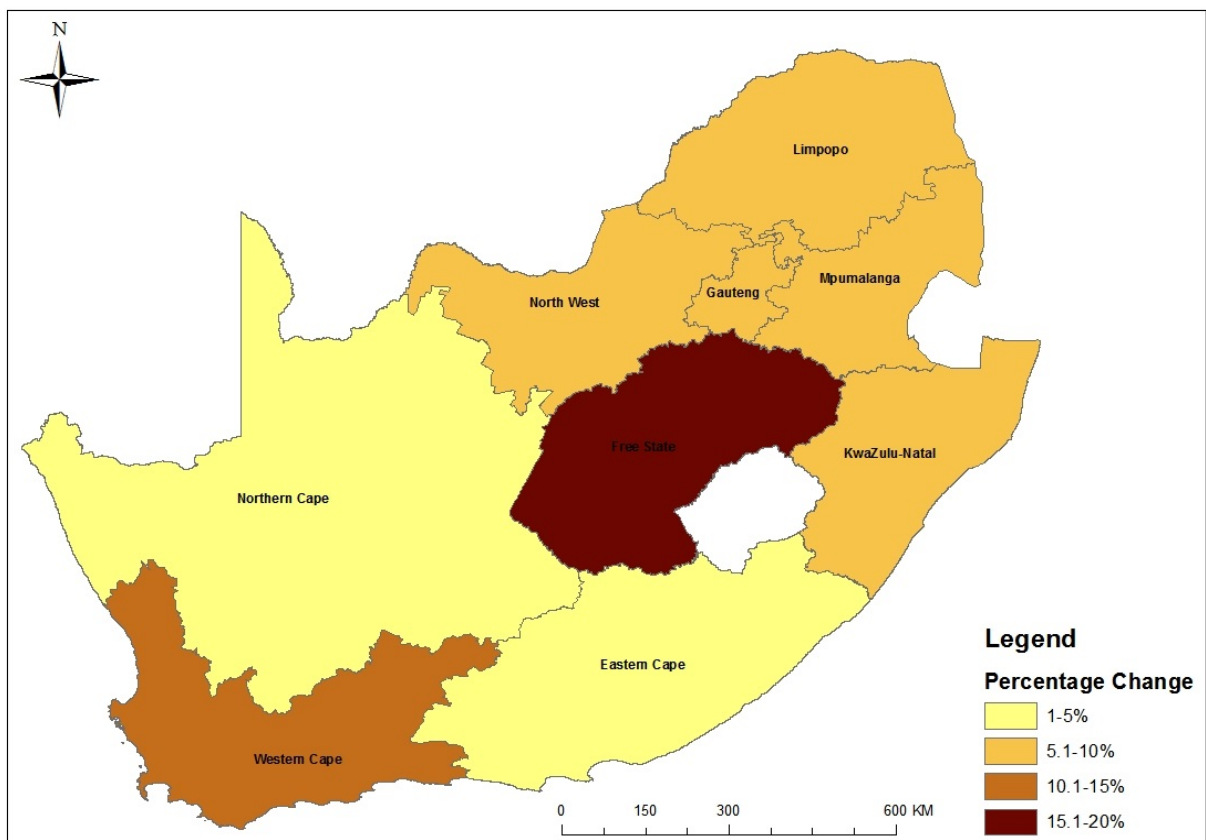 N
Limpopo
Mpumalanga
Gauteng
North West
Free State
KwaZulu-Natal
Northern Cape
Eastern Cape
Western Cape
Legend
Percentage Change
1-5%
5.1-10%
10.1-15%
15.1-20%
0 150 300 600 KM